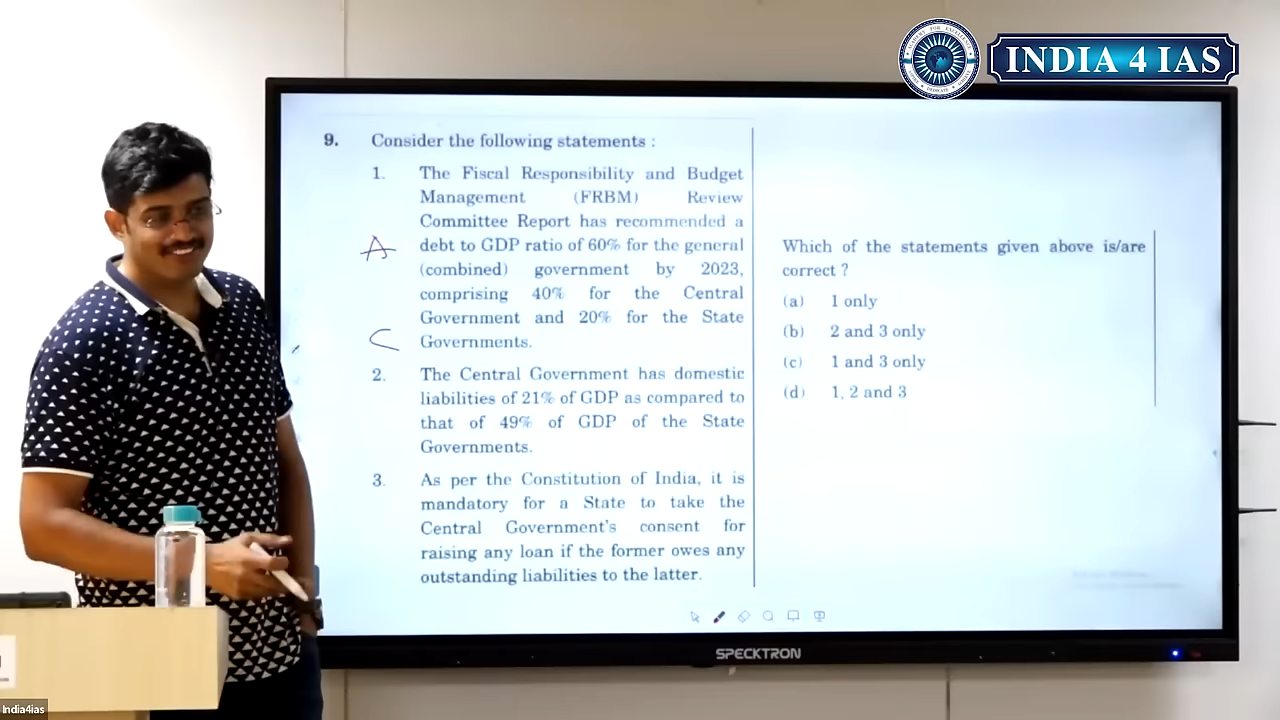 INDIA 4 IAS
9. Consider the following statements :
1. The Fiscal Responsibility and Budget
Management (FRBM) Review
Committee Report has recommended a
debt to GDP ratio of 60% for the general
(combined) government by 2023,
comprising 40% for the Central
Government and 20% for the State
Governments.
A
C
2. The Central Government has domestic
liabilities of 21% of GDP as compared to
that of 49% of GDP of the State
Governments.
3. As per the Constitution of India, it is
mandatory for a State to take the
Central Government's consent for
raising any loan if the former owes any
outstanding liabilities to the latter.
Which of the statements given above is/are
correct ?
(a) 1 only
(b) 2 and 3 only
(c) 1 and 3 only
(d) 1, 2 and 3
SPECKTRON
India4ias